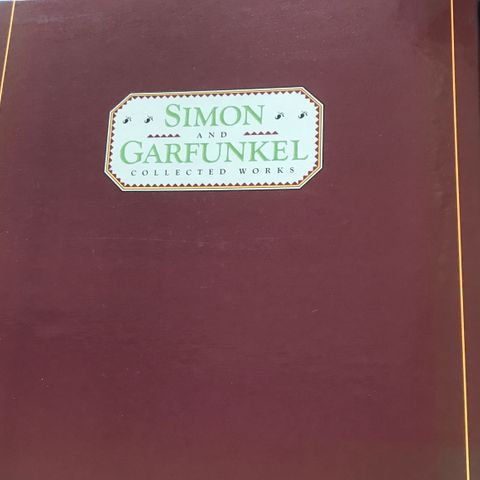 SIMON
AND
GARFUNKEL
COLLECTED WORKS